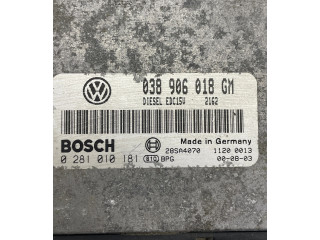 038 906 018 GM
DIESEL EDC15V 2162
BOSCH
Made in Germany
28SA4070 1120 0013
0 281 010 181 BPG 00-08-03